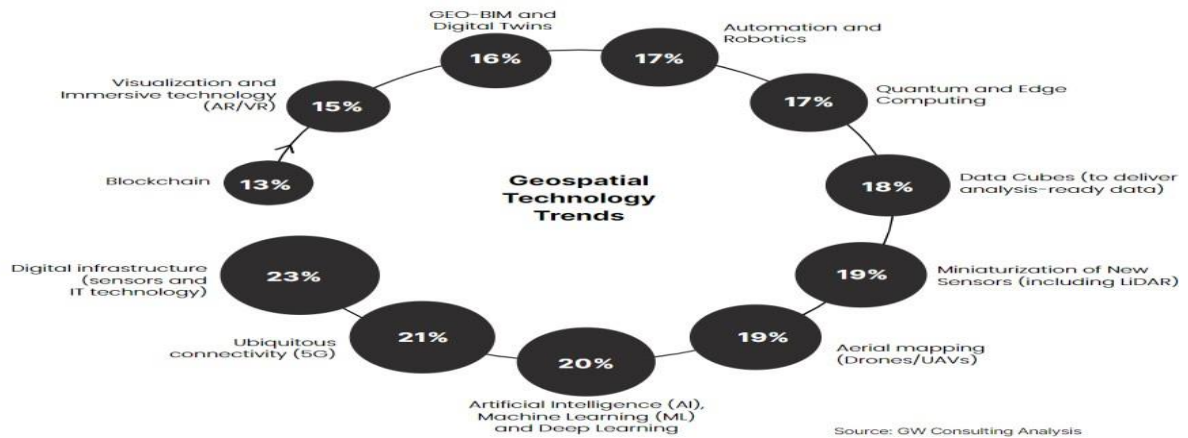 GEO-BIM and
Digital Twins
16%
Automation and
Robotics
17%
Visualization and
Immersive technology
(AR/VR)
15%
Quantum and Edge
Computing
17%
Blockchain
13%
Geospatial
Technology
Trends
Data Cubes (to deliver
analysis-ready data)
18%
Digital infrastructure
(sensors and
IT technology)
23%
Miniaturization of New
Sensors (including LiDAR)
19%
Ubiquitous
connectivity (5G)
21%
Aerial mapping
(Drones/UAVs)
19%
20%
Artificial Intelligence (AI),
Machine Learning (ML)
and Deep Learning
Source: GW Consulting Analysis